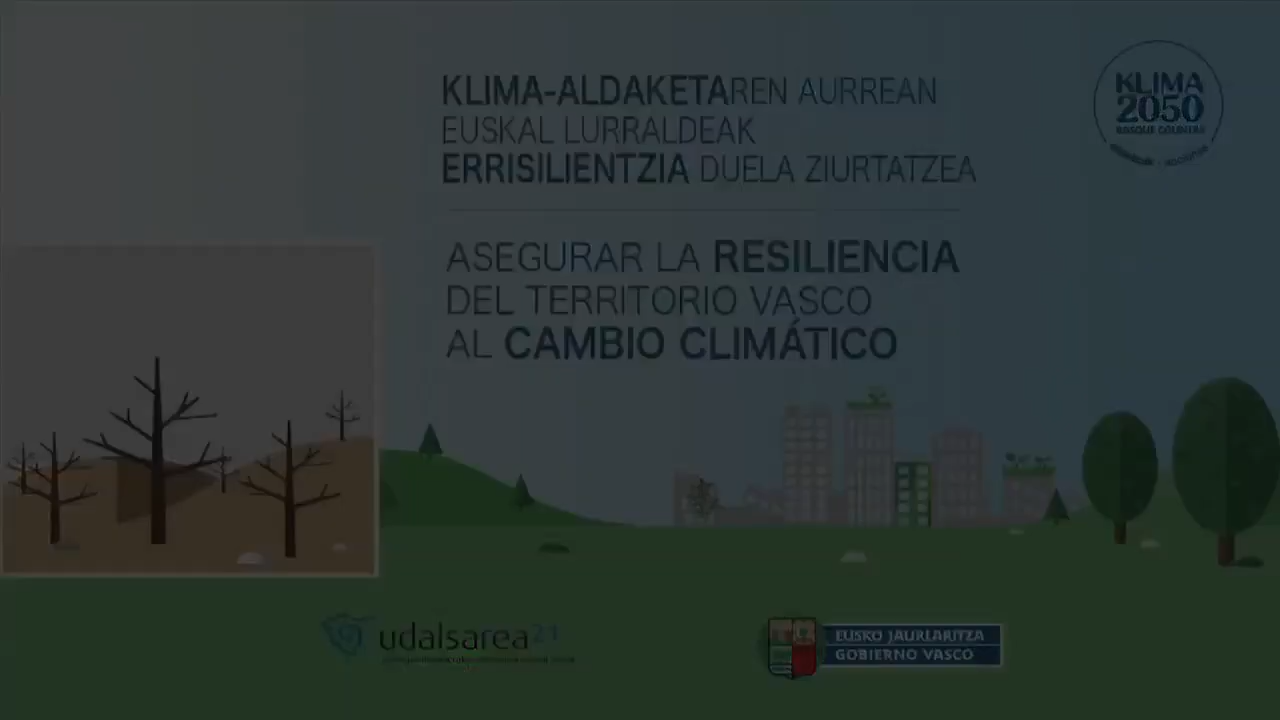 KLIMA-ALDAKETAREN AURREAN
EUSKAL LURRALDEAK
ERRISILIENTZIA DUELA ZIURTATZEA
ASEGURAR LA RESILIENCIA
DEL TERRITORIO VASCO
AL CAMBIO CLIMÁTICO
KLIMA
2050
BASQUE COUNTRY
udalsarea21
EUSKO JAURLARITZA
GOBIERNO VASCO